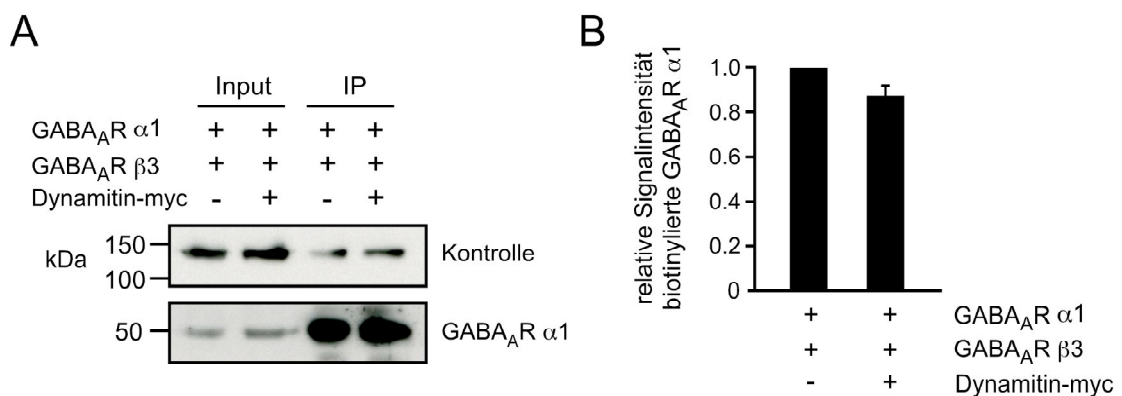 A
Input IP
GABAAR α1 + + + +
GABAAR β3 + + + +
Dynamitin-myc - + - +
kDa
150
100
Kontrolle
50
GABAAR α1
B
relative Signalintensität
biotinylierte GABAAR α1
1.0
0.8
0.6
0.4
0.2
0
+ + GABAAR α1
+ + GABAAR β3
- + Dynamitin-myc